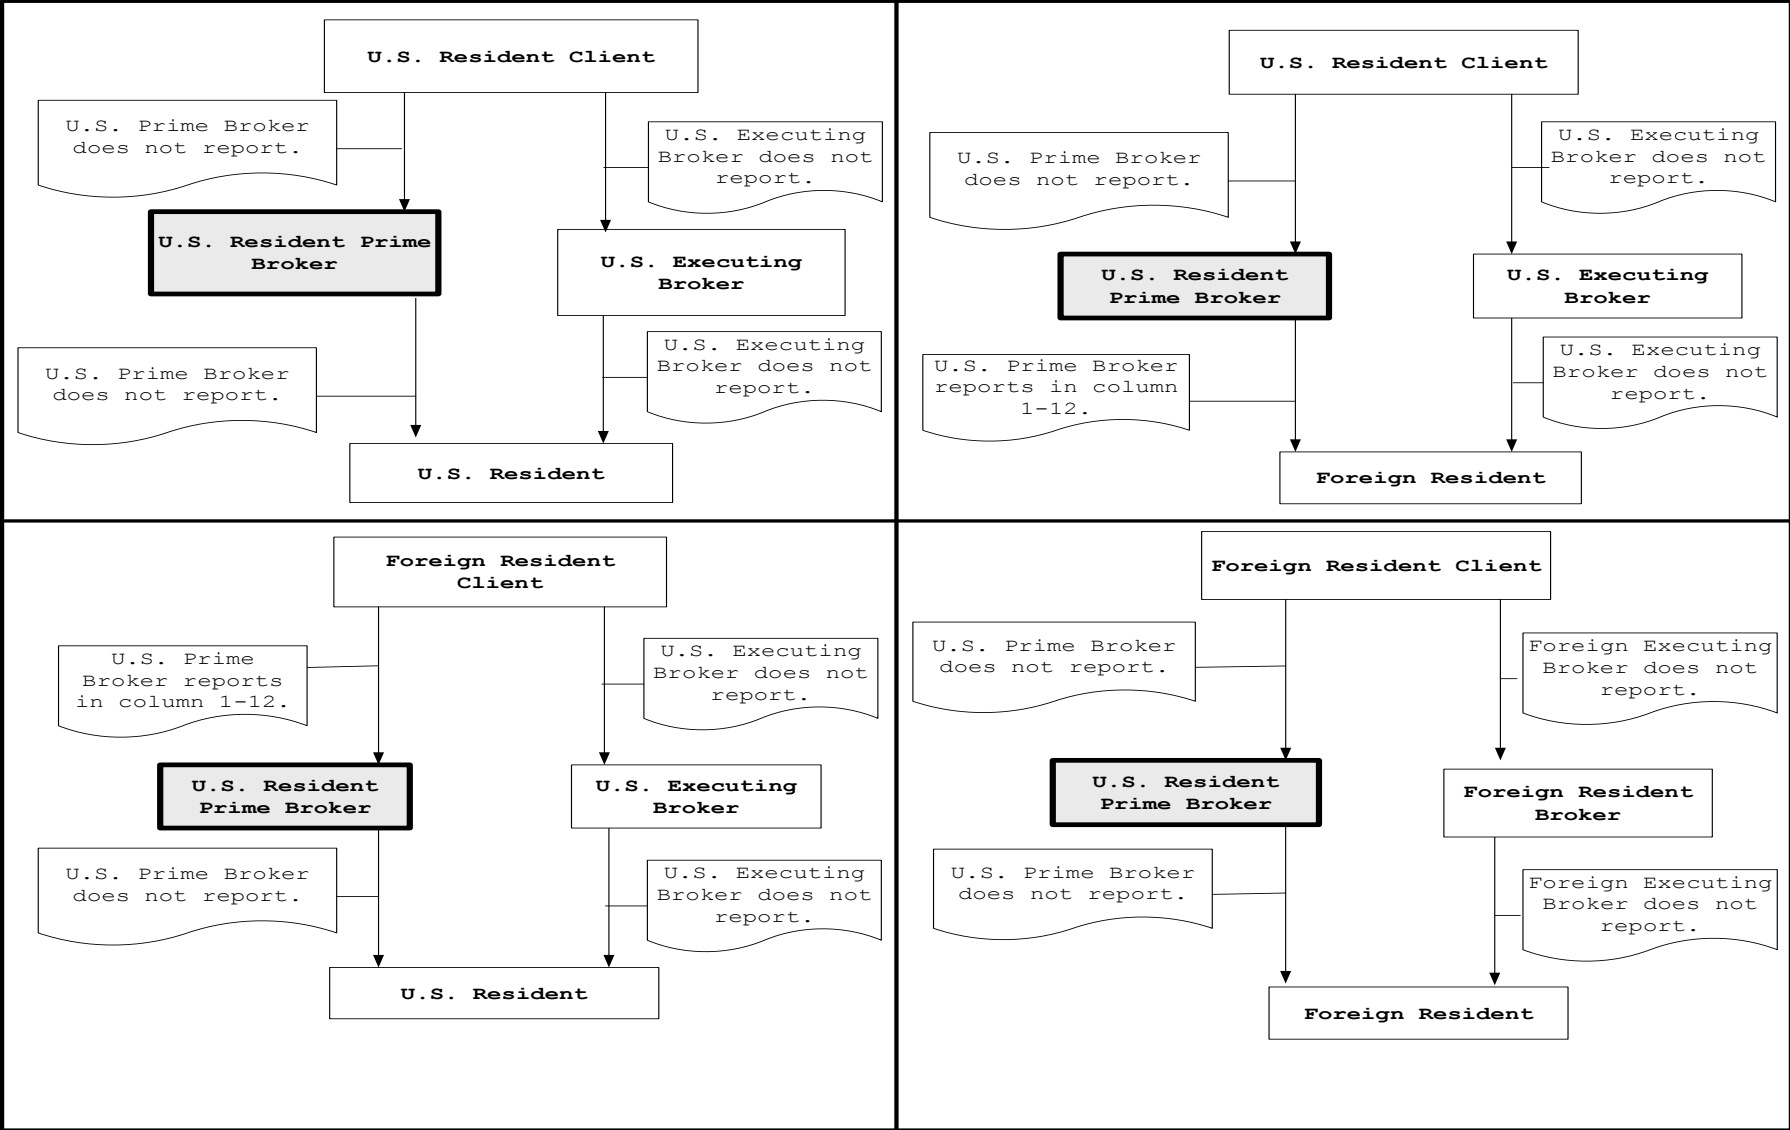 U.S. Resident Client
U.S. Prime Broker
does not report.
U.S. Executing
Broker does not
report.
U.S. Resident Prime
Broker
U.S. Executing
Broker
U.S. Prime Broker
does not report.
U.S. Executing
Broker does not
report.
U.S. Resident
U.S. Resident Client
U.S. Prime Broker
does not report.
U.S. Executing
Broker does not
report.
U.S. Resident
Prime Broker
U.S. Executing
Broker
U.S. Prime Broker
reports in column
1-12.
U.S. Executing
Broker does not
report.
Foreign Resident
Foreign Resident
Client
U.S. Prime
Broker reports
in column 1-12.
U.S. Executing
Broker does not
report.
U.S. Resident
Prime Broker
U.S. Executing
Broker
U.S. Prime Broker
does not report.
U.S. Executing
Broker does not
report.
U.S. Resident
Foreign Resident Client
U.S. Prime Broker
does not report.
Foreign Executing
Broker does not
report.
U.S. Resident
Prime Broker
Foreign Resident
Broker
U.S. Prime Broker
does not report.
Foreign Executing
Broker does not
report.
Foreign Resident